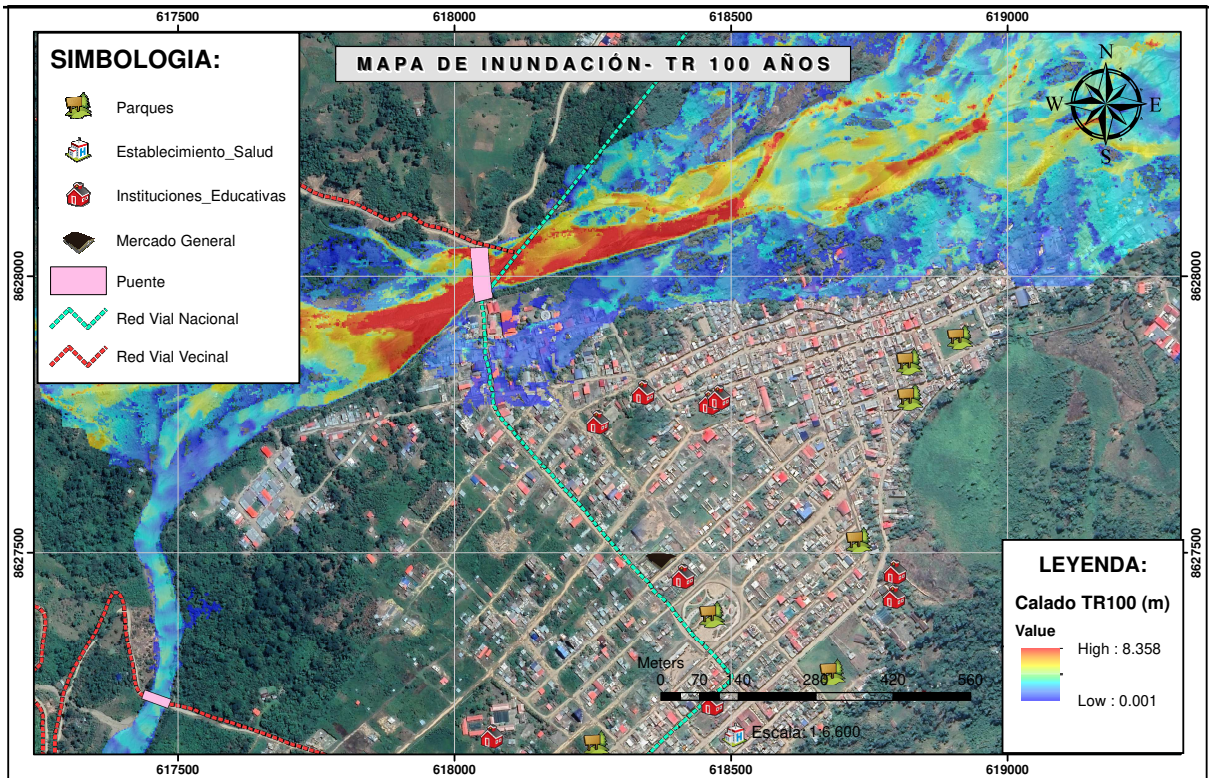 617500
618000
618500
619000
SIMBOLOGIA:
Parques
Establecimiento_Salud
Instituciones_Educativas
Mercado General
Puente
Red Vial Nacional
Red Vial Vecinal
MAPA DE INUNDACIÓN- TR 100 AÑOS
N
W
E
S
8628000
8628000
8627500
8627500
LEYENDA:
Calado TR100 (m)
Value
High : 8.358
Low : 0.001
Meters
0 70 140 280 420 560
Escala: 1:6,600
617500
618000
618500
619000